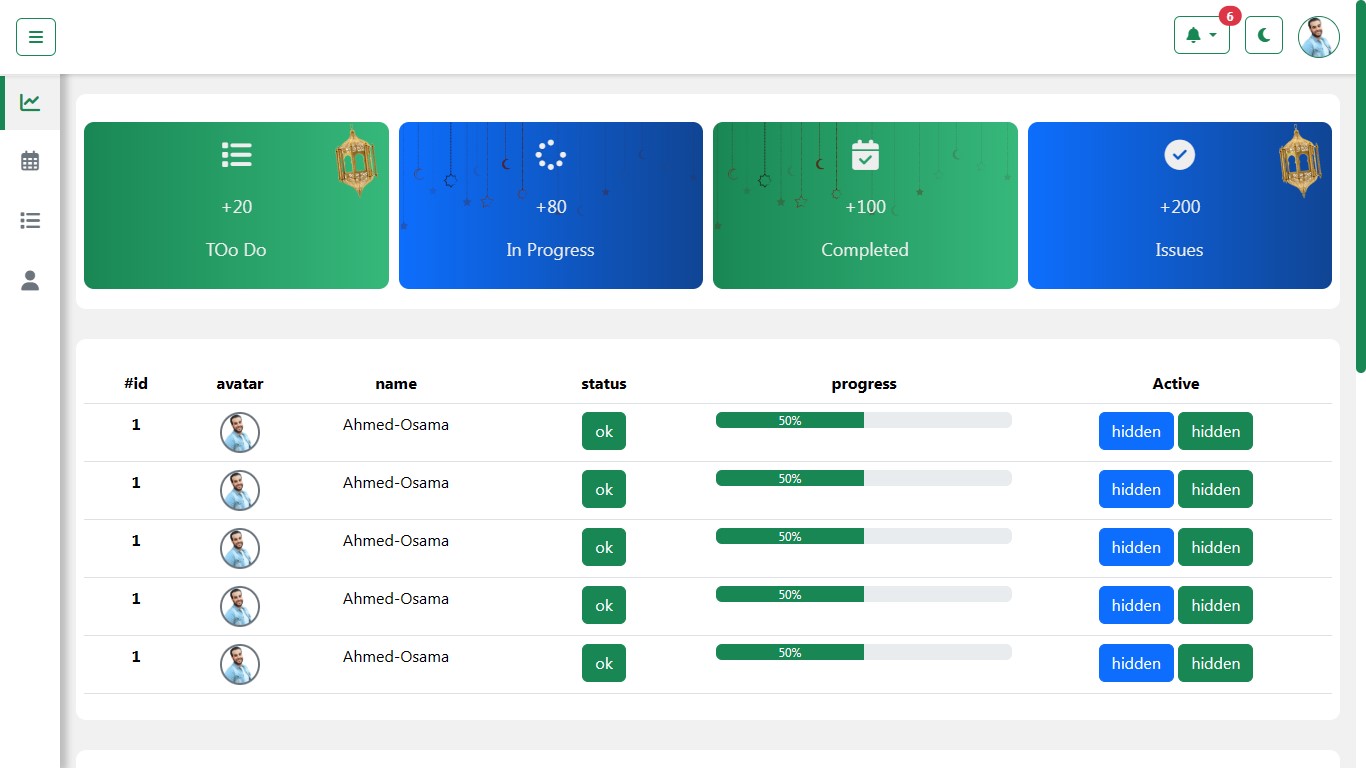 6
+20
TOo Do
+80
In Progress
+100
Completed
+200
Issues
#id avatar name status progress Active
1 Ahmed-Osama ok 50% hidden hidden
1 Ahmed-Osama ok 50% hidden hidden
1 Ahmed-Osama ok 50% hidden hidden
1 Ahmed-Osama ok 50% hidden hidden
1 Ahmed-Osama ok 50% hidden hidden